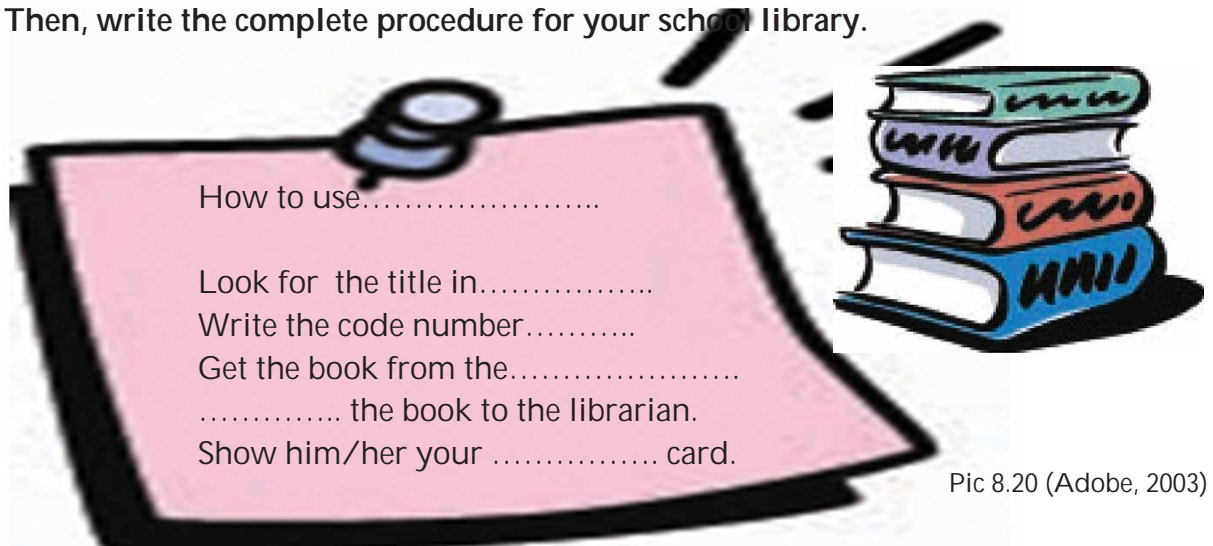 Then, write the complete procedure for your school library.
How to use……………………..
Look for the title in……………..
Write the code number………..
Get the book from the………………….
………….. the book to the librarian.
Show him/her your ……………. card.
Pic 8.20 (Adobe, 2003)